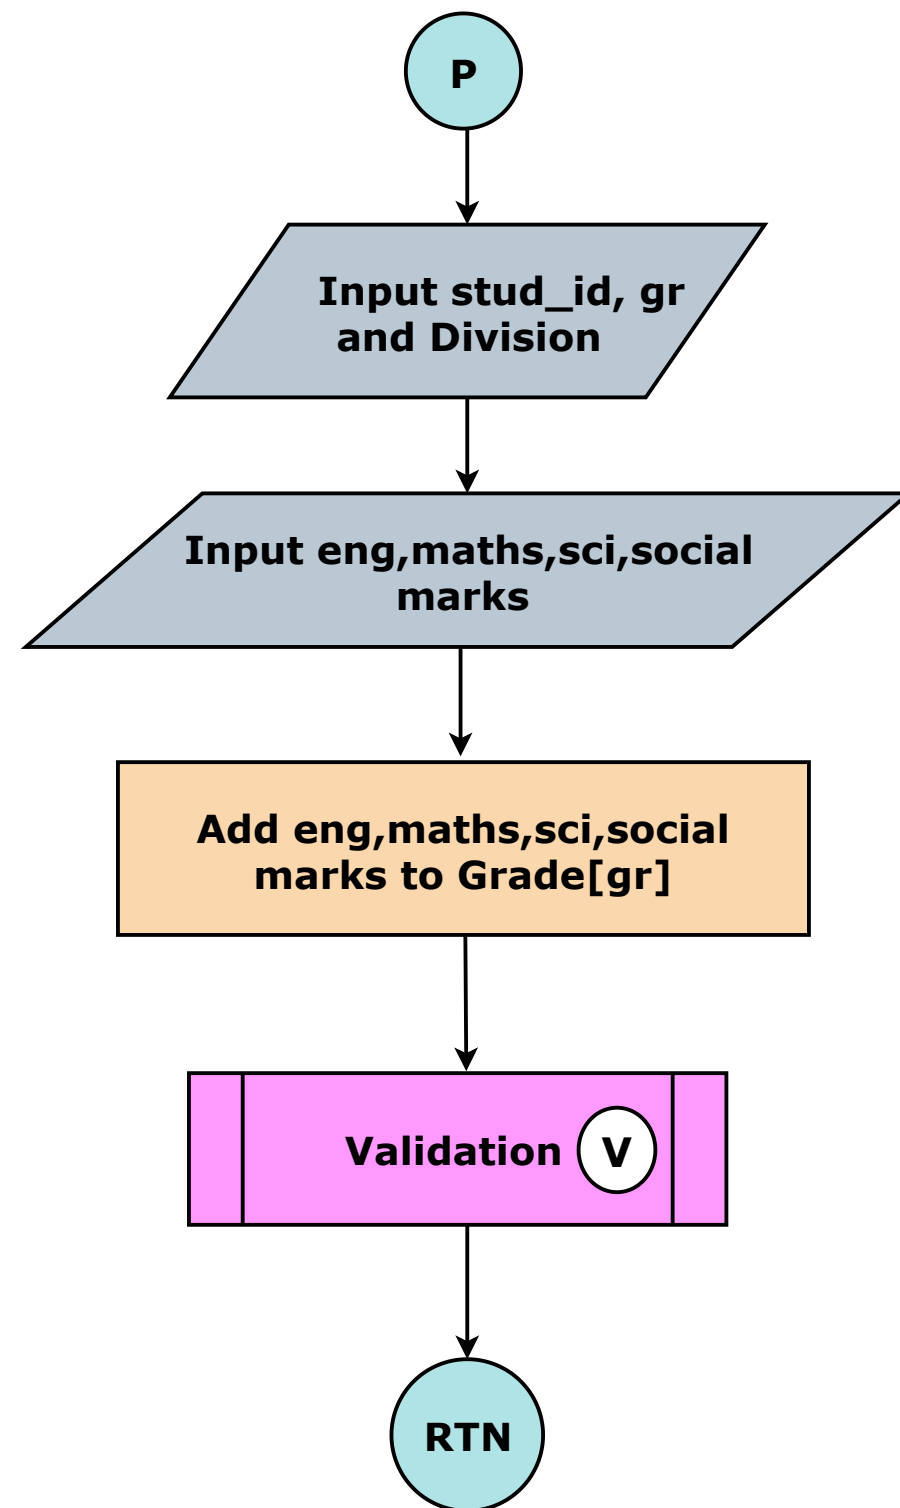 P
Input stud_id, gr
and Division
Input eng,maths,sci,social
marks
Add eng,maths,sci,social
marks to Grade[gr]
Validation V
RTN